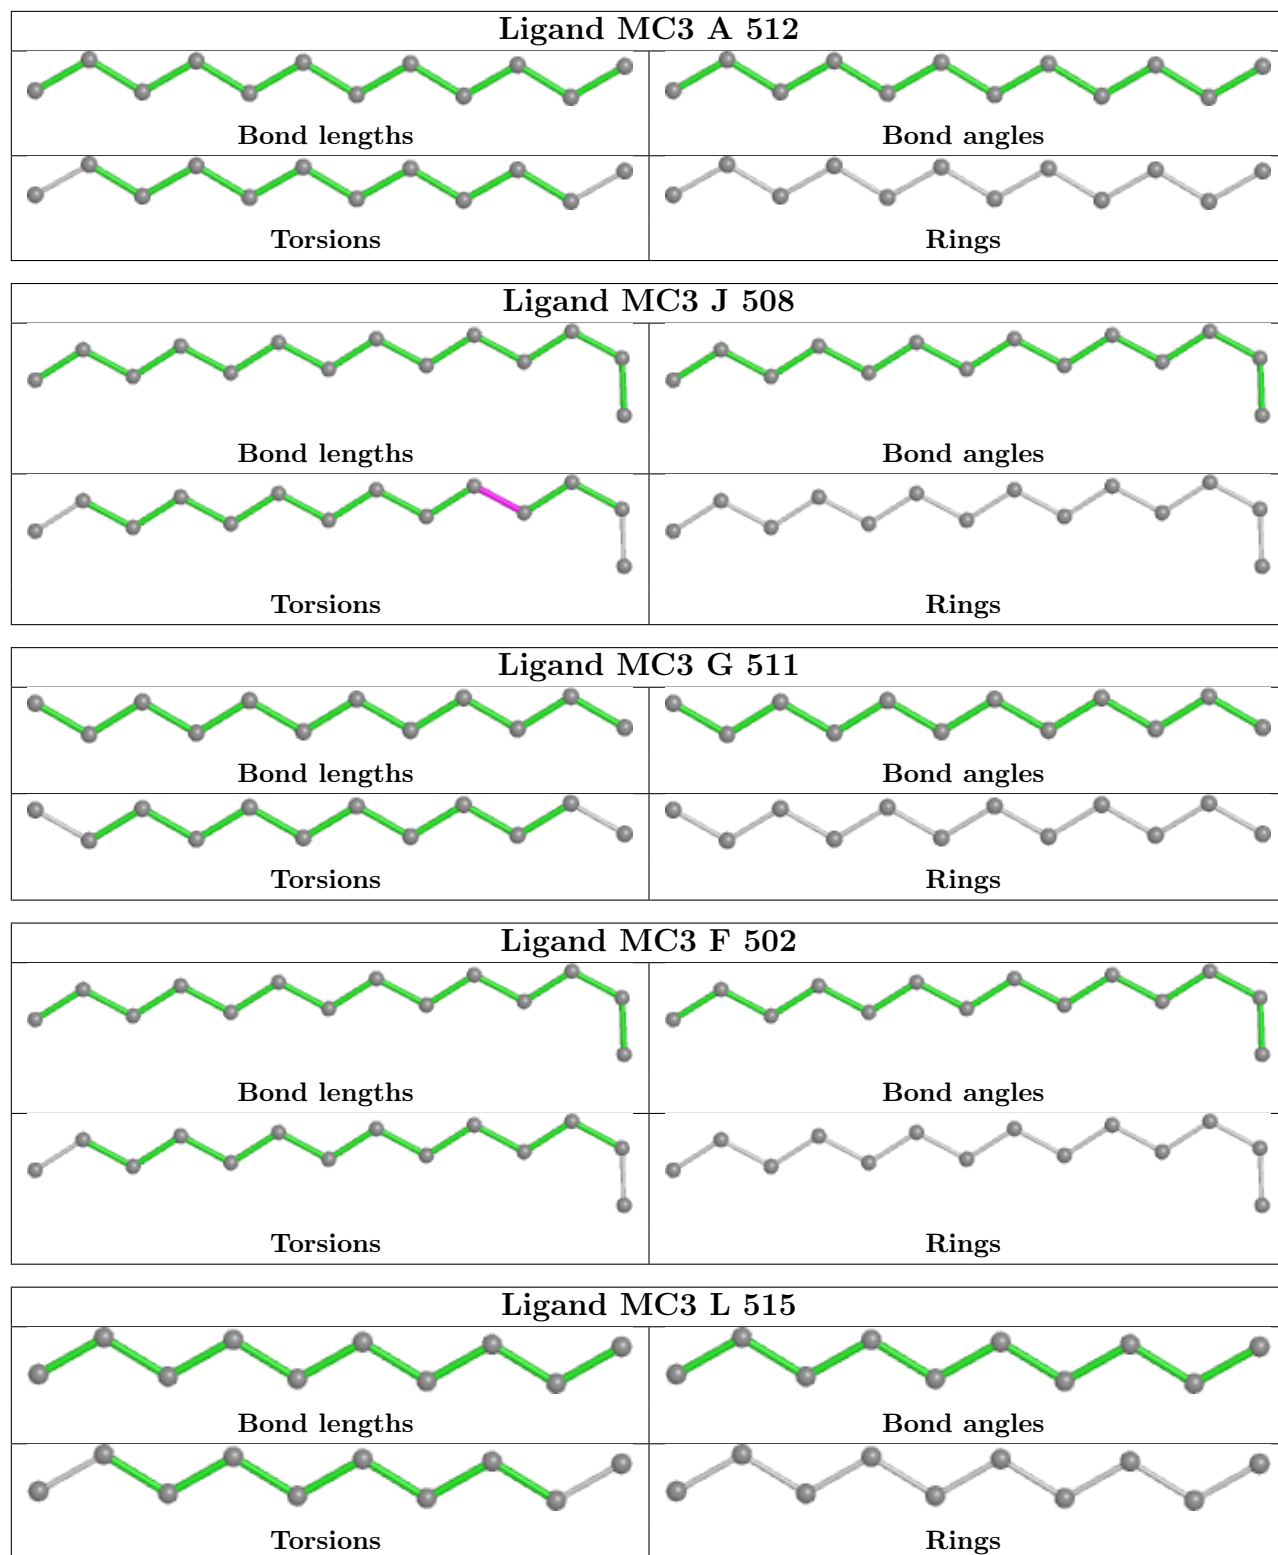 Ligand MC3 A 512
Bond lengths Bond angles
Torsions Rings
Ligand MC3 J 508
Bond lengths Bond angles
Torsions Rings
Ligand MC3 G 511
Bond lengths Bond angles
Torsions Rings
Ligand MC3 F 502
Bond lengths Bond angles
Torsions Rings
Ligand MC3 L 515
Bond lengths Bond angles
Torsions Rings